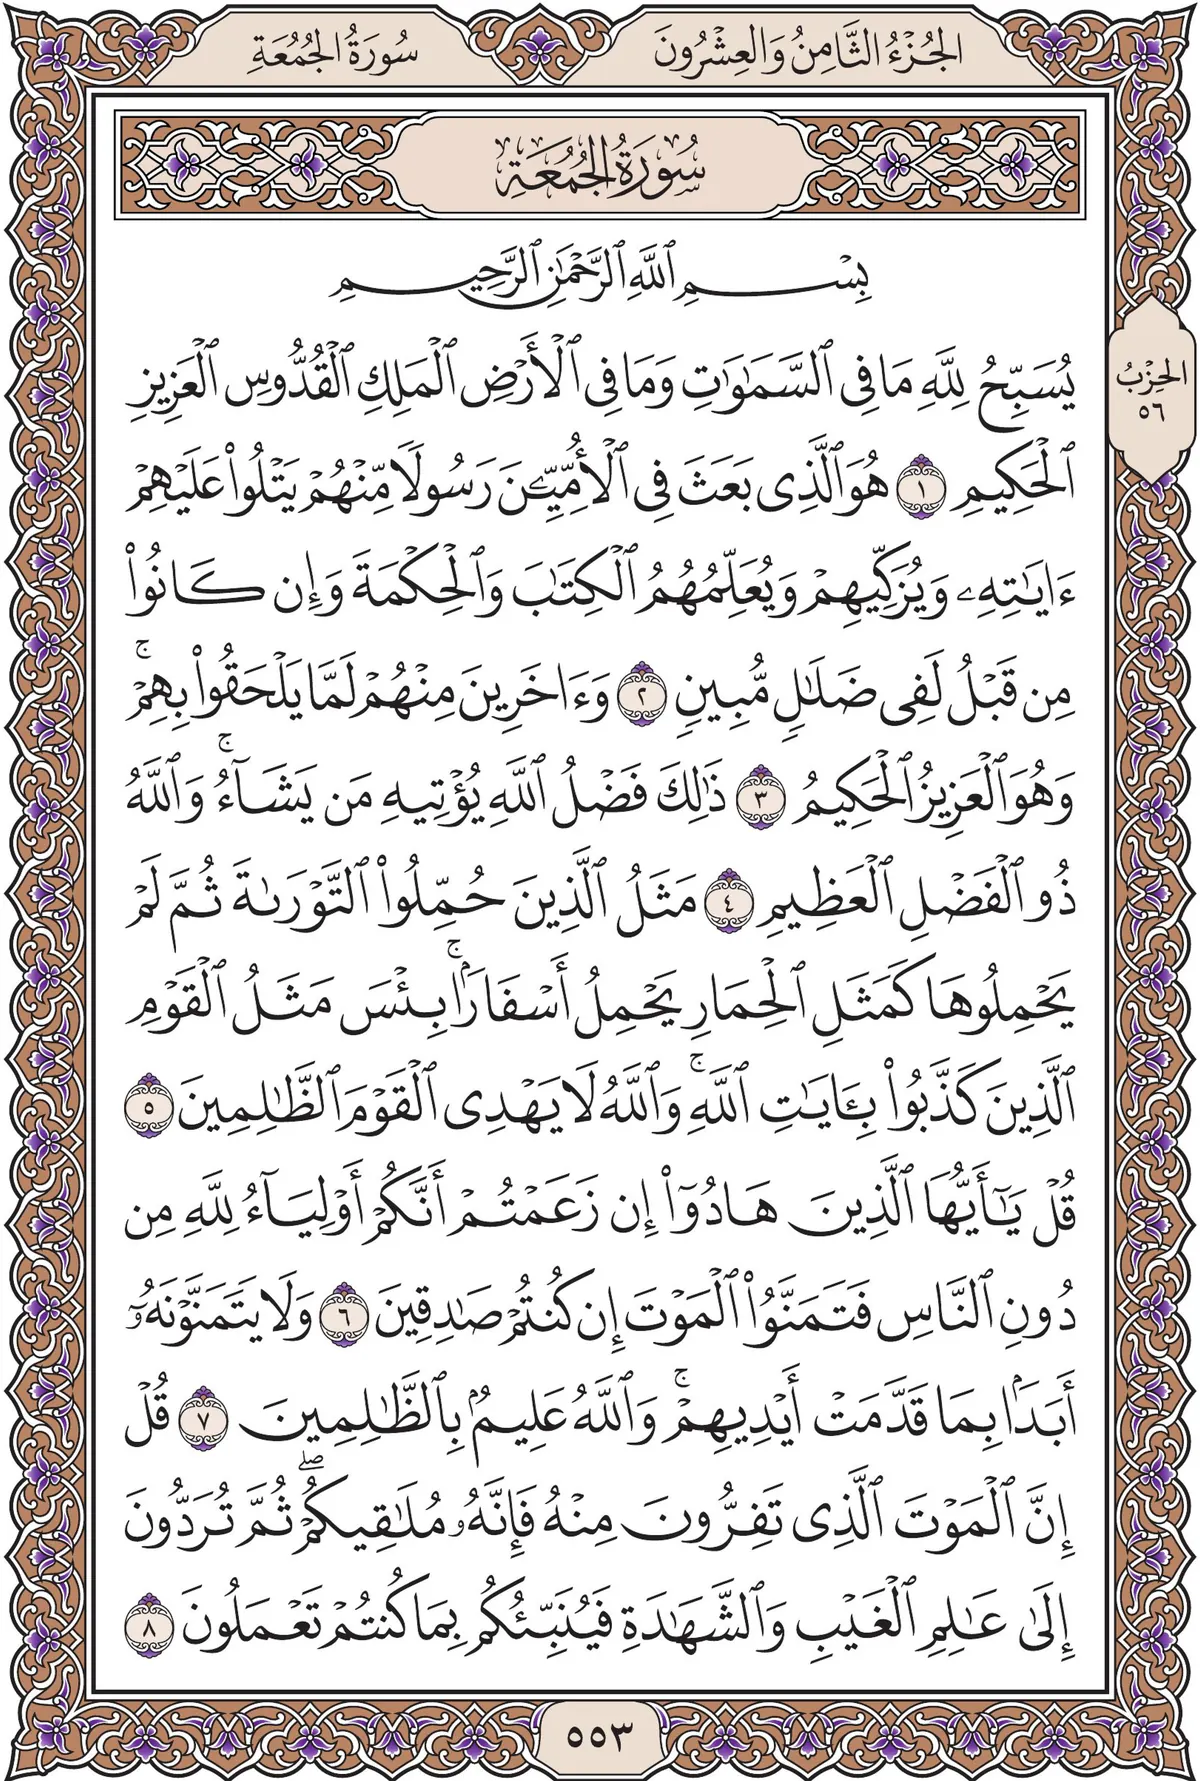 الجُزْءُ الثَّامِنُ وَالعِشْرُونَ
سُورَةُ الجُمُعَةِ
سُورَةُ الجُمُعَةِ
بِسْمِ ٱللَّهِ ٱلرَّحْمَٰنِ ٱلرَّحِيمِ
يُسَبِّحُ لِلَّهِ مَا فِي ٱلسَّمَٰوَٰتِ وَمَا فِي ٱلْأَرْضِ ٱلْمَلِكِ ٱلْقُدُّوسِ ٱلْعَزِيزِ
ٱلْحَكِيمِ ١ هُوَ ٱلَّذِى بَعَثَ فِي ٱلْأُمِّيِّـۧنَ رَسُولًا مِّنْهُمْ يَتْلُوا۟ عَلَيْهِمْ
ءَايَٰتِهِۦ وَيُزَكِّيهِمْ وَيُعَلِّمُهُمُ ٱلْكِتَٰبَ وَٱلْحِكْمَةَ وَإِن كَانُوا۟
مِن قَبْلُ لَفِى ضَلَٰلٍ مُّبِينٍ ٢ وَءَاخَرِينَ مِنْهُمْ لَمَّا يَلْحَقُوا۟ بِهِمْ ۚ
وَهُوَ ٱلْعَزِيزُ ٱلْحَكِيمُ ٣ ذَٰلِكَ فَضْلُ ٱللَّهِ يُؤْتِيهِ مَن يَشَآءُ ۚ وَٱللَّهُ
ذُو ٱلْفَضْلِ ٱلْعَظِيمِ ٤ مَثَلُ ٱلَّذِينَ حُمِّلُوا۟ ٱلتَّوْرَىٰةَ ثُمَّ لَمْ
يَحْمِلُوهَا كَمَثَلِ ٱلْحِمَارِ يَحْمِلُ أَسْفَارَۢا ۚ بِئْسَ مَثَلُ ٱلْقَوْمِ
ٱلَّذِينَ كَذَّبُوا۟ بِـَٔايَٰتِ ٱللَّهِ ۚ وَٱللَّهُ لَا يَهْدِى ٱلْقَوْمَ ٱلظَّٰلِمِينَ ٥
قُلْ يَٰٓأَيُّهَا ٱلَّذِينَ هَادُوٓا۟ إِن زَعَمْتُمْ أَنَّكُمْ أَوْلِيَآءُ لِلَّهِ مِن
دُونِ ٱلنَّاسِ فَتَمَنَّوُا۟ ٱلْمَوْتَ إِن كُنتُمْ صَٰدِقِينَ ٦ وَلَا يَتَمَنَّوْنَهُۥٓ
أَبَدَۢا بِمَا قَدَّمَتْ أَيْدِيهِمْ ۚ وَٱللَّهُ عَلِيمُۢ بِٱلظَّٰلِمِينَ ٧ قُلْ
إِنَّ ٱلْمَوْتَ ٱلَّذِى تَفِرُّونَ مِنْهُ فَإِنَّهُۥ مُلَٰقِيكُمْ ۖ ثُمَّ تُرَدُّونَ
إِلَىٰ عَٰلِمِ ٱلْغَيْبِ وَٱلشَّهَٰدَةِ فَيُنَبِّئُكُم بِمَا كُنتُمْ تَعْمَلُونَ ٨
الحِزْبُ
٥٦
٥٥٣